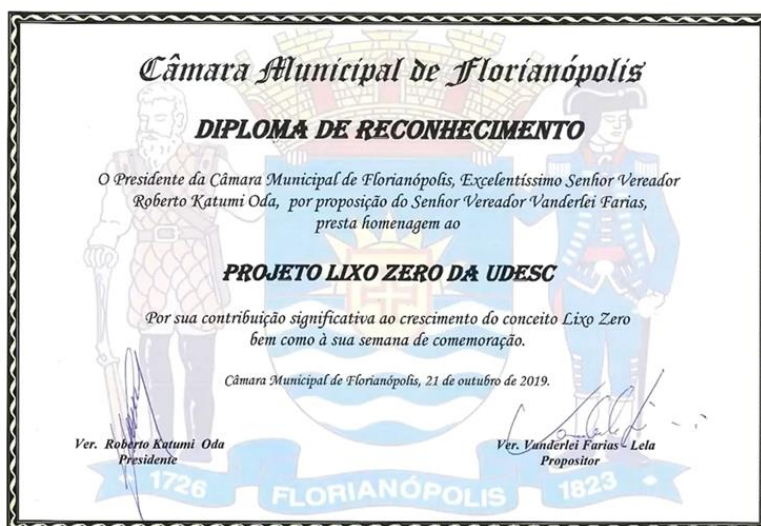 Câmara Municipal de Florianópolis
DIPLOMA DE RECONHECIMENTO
O Presidente da Câmara Municipal de Florianópolis, Excelentíssimo Senhor Vereador
Roberto Katumi Oda, por proposição do Senhor Vereador Vanderlei Farias,
presta homenagem ao
PROJETO LIXO ZERO DA UDESC
Por sua contribuição significativa ao crescimento do conceito Lixo Zero
bem como à sua semana de comemoração.
Câmara Municipal de Florianópolis, 21 de outubro de 2019.
Ver. Roberto Katumi Oda
Presidente
Ver. Vanderlei Farias - Lela
Propositor
1726 FLORIANÓPOLIS 1823